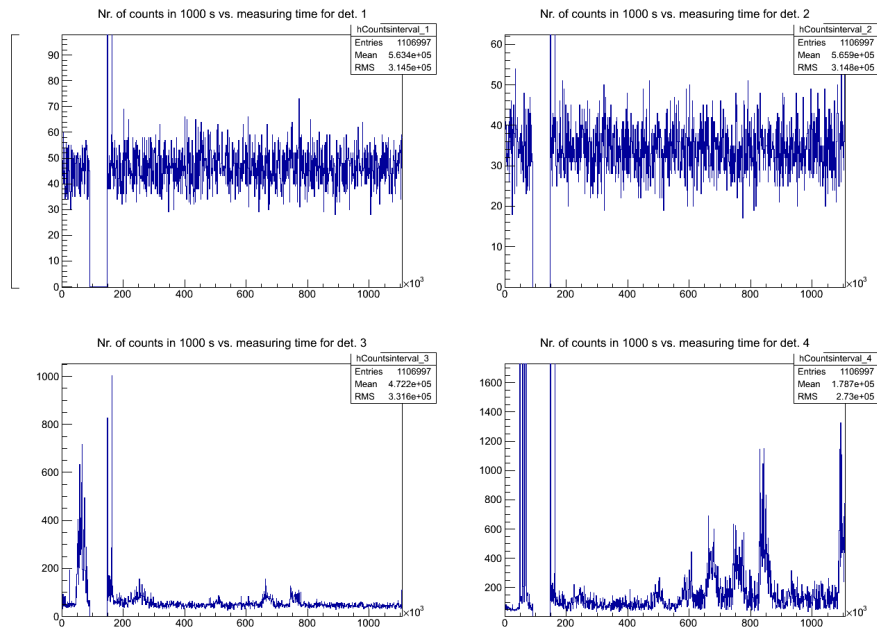 Nr. of counts in 1000 s vs. measuring time for det. 1
hCountsinterval_1
Entries 1106997
Mean 5.634e+05
RMS 3.145e+05
90
80
70
60
50
40
30
20
10
0
0 200 400 600 800 1000 ×10³
Nr. of counts in 1000 s vs. measuring time for det. 2
hCountsinterval_2
Entries 1106997
Mean 5.659e+05
RMS 3.148e+05
60
50
40
30
20
10
0
0 200 400 600 800 1000 ×10³
Nr. of counts in 1000 s vs. measuring time for det. 3
hCountsinterval_3
Entries 1106997
Mean 4.722e+05
RMS 3.316e+05
1000
800
600
400
200
0
0 200 400 600 800 1000 ×10³
Nr. of counts in 1000 s vs. measuring time for det. 4
hCountsinterval_4
Entries 1106997
Mean 1.787e+05
RMS 2.73e+05
1600
1400
1200
1000
800
600
400
200
0 200 400 600 800 1000 ×10³